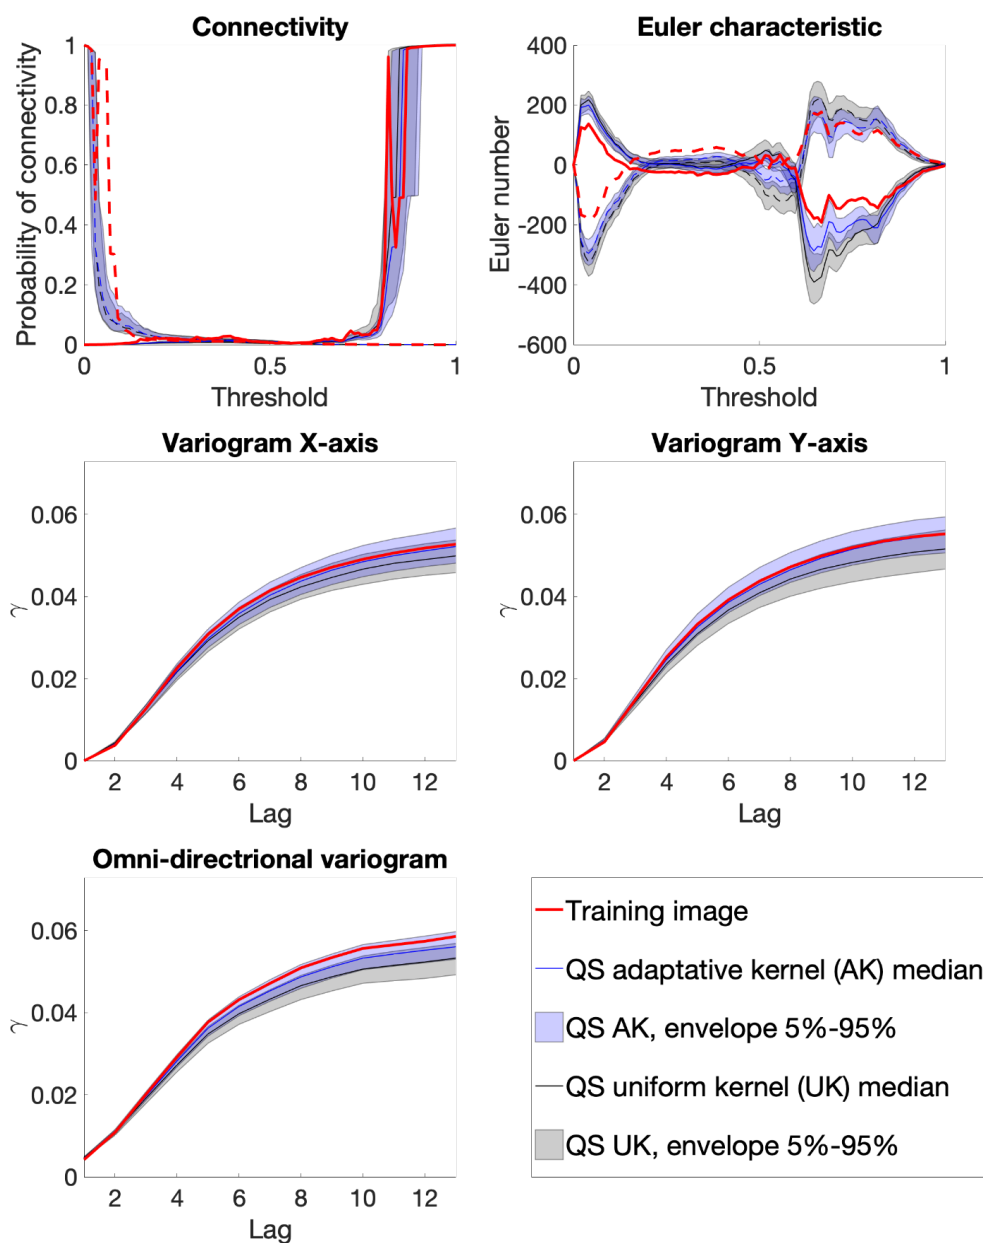 Connectivity
Probability of connectivity
1
0.8
0.6
0.4
0.2
0
0 0.5 1
Threshold
Euler characteristic
Euler number
400
200
0
-200
-400
-600
0 0.5 1
Threshold
Variogram X-axis
γ
0.06
0.04
0.02
0
2 4 6 8 10 12
Lag
Variogram Y-axis
γ
0.06
0.04
0.02
0
2 4 6 8 10 12
Lag
Omni-directrional variogram
γ
0.06
0.04
0.02
0
2 4 6 8 10 12
Lag
Training image
QS adaptative kernel (AK) median
QS AK, envelope 5%-95%
QS uniform kernel (UK) median
QS UK, envelope 5%-95%